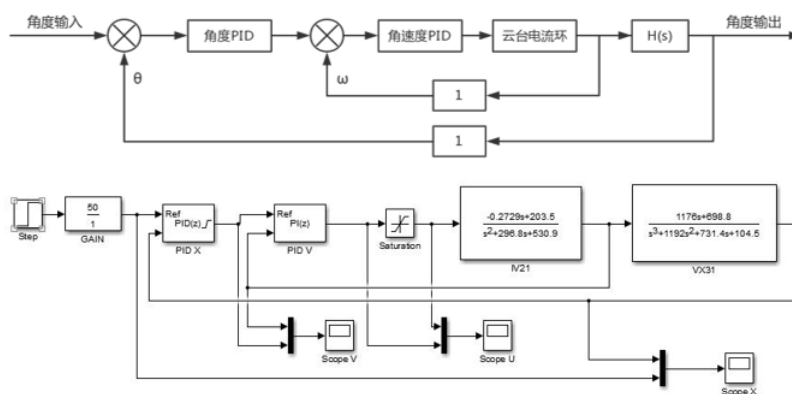 角度输入
角度PID
角速度PID
云台电流环
H(s)
角度输出
θ
ω
1
1
Step
50
1
GAIN
Ref
PID(z)
PID X
Ref
PI(z)
PID V
Saturation
-0.2729s+203.5
s²+296.8s+530.9
IV21
1176s+698.8
s³+1192s²+731.4s+104.5
VX31
Scope V
Scope U
Scope X